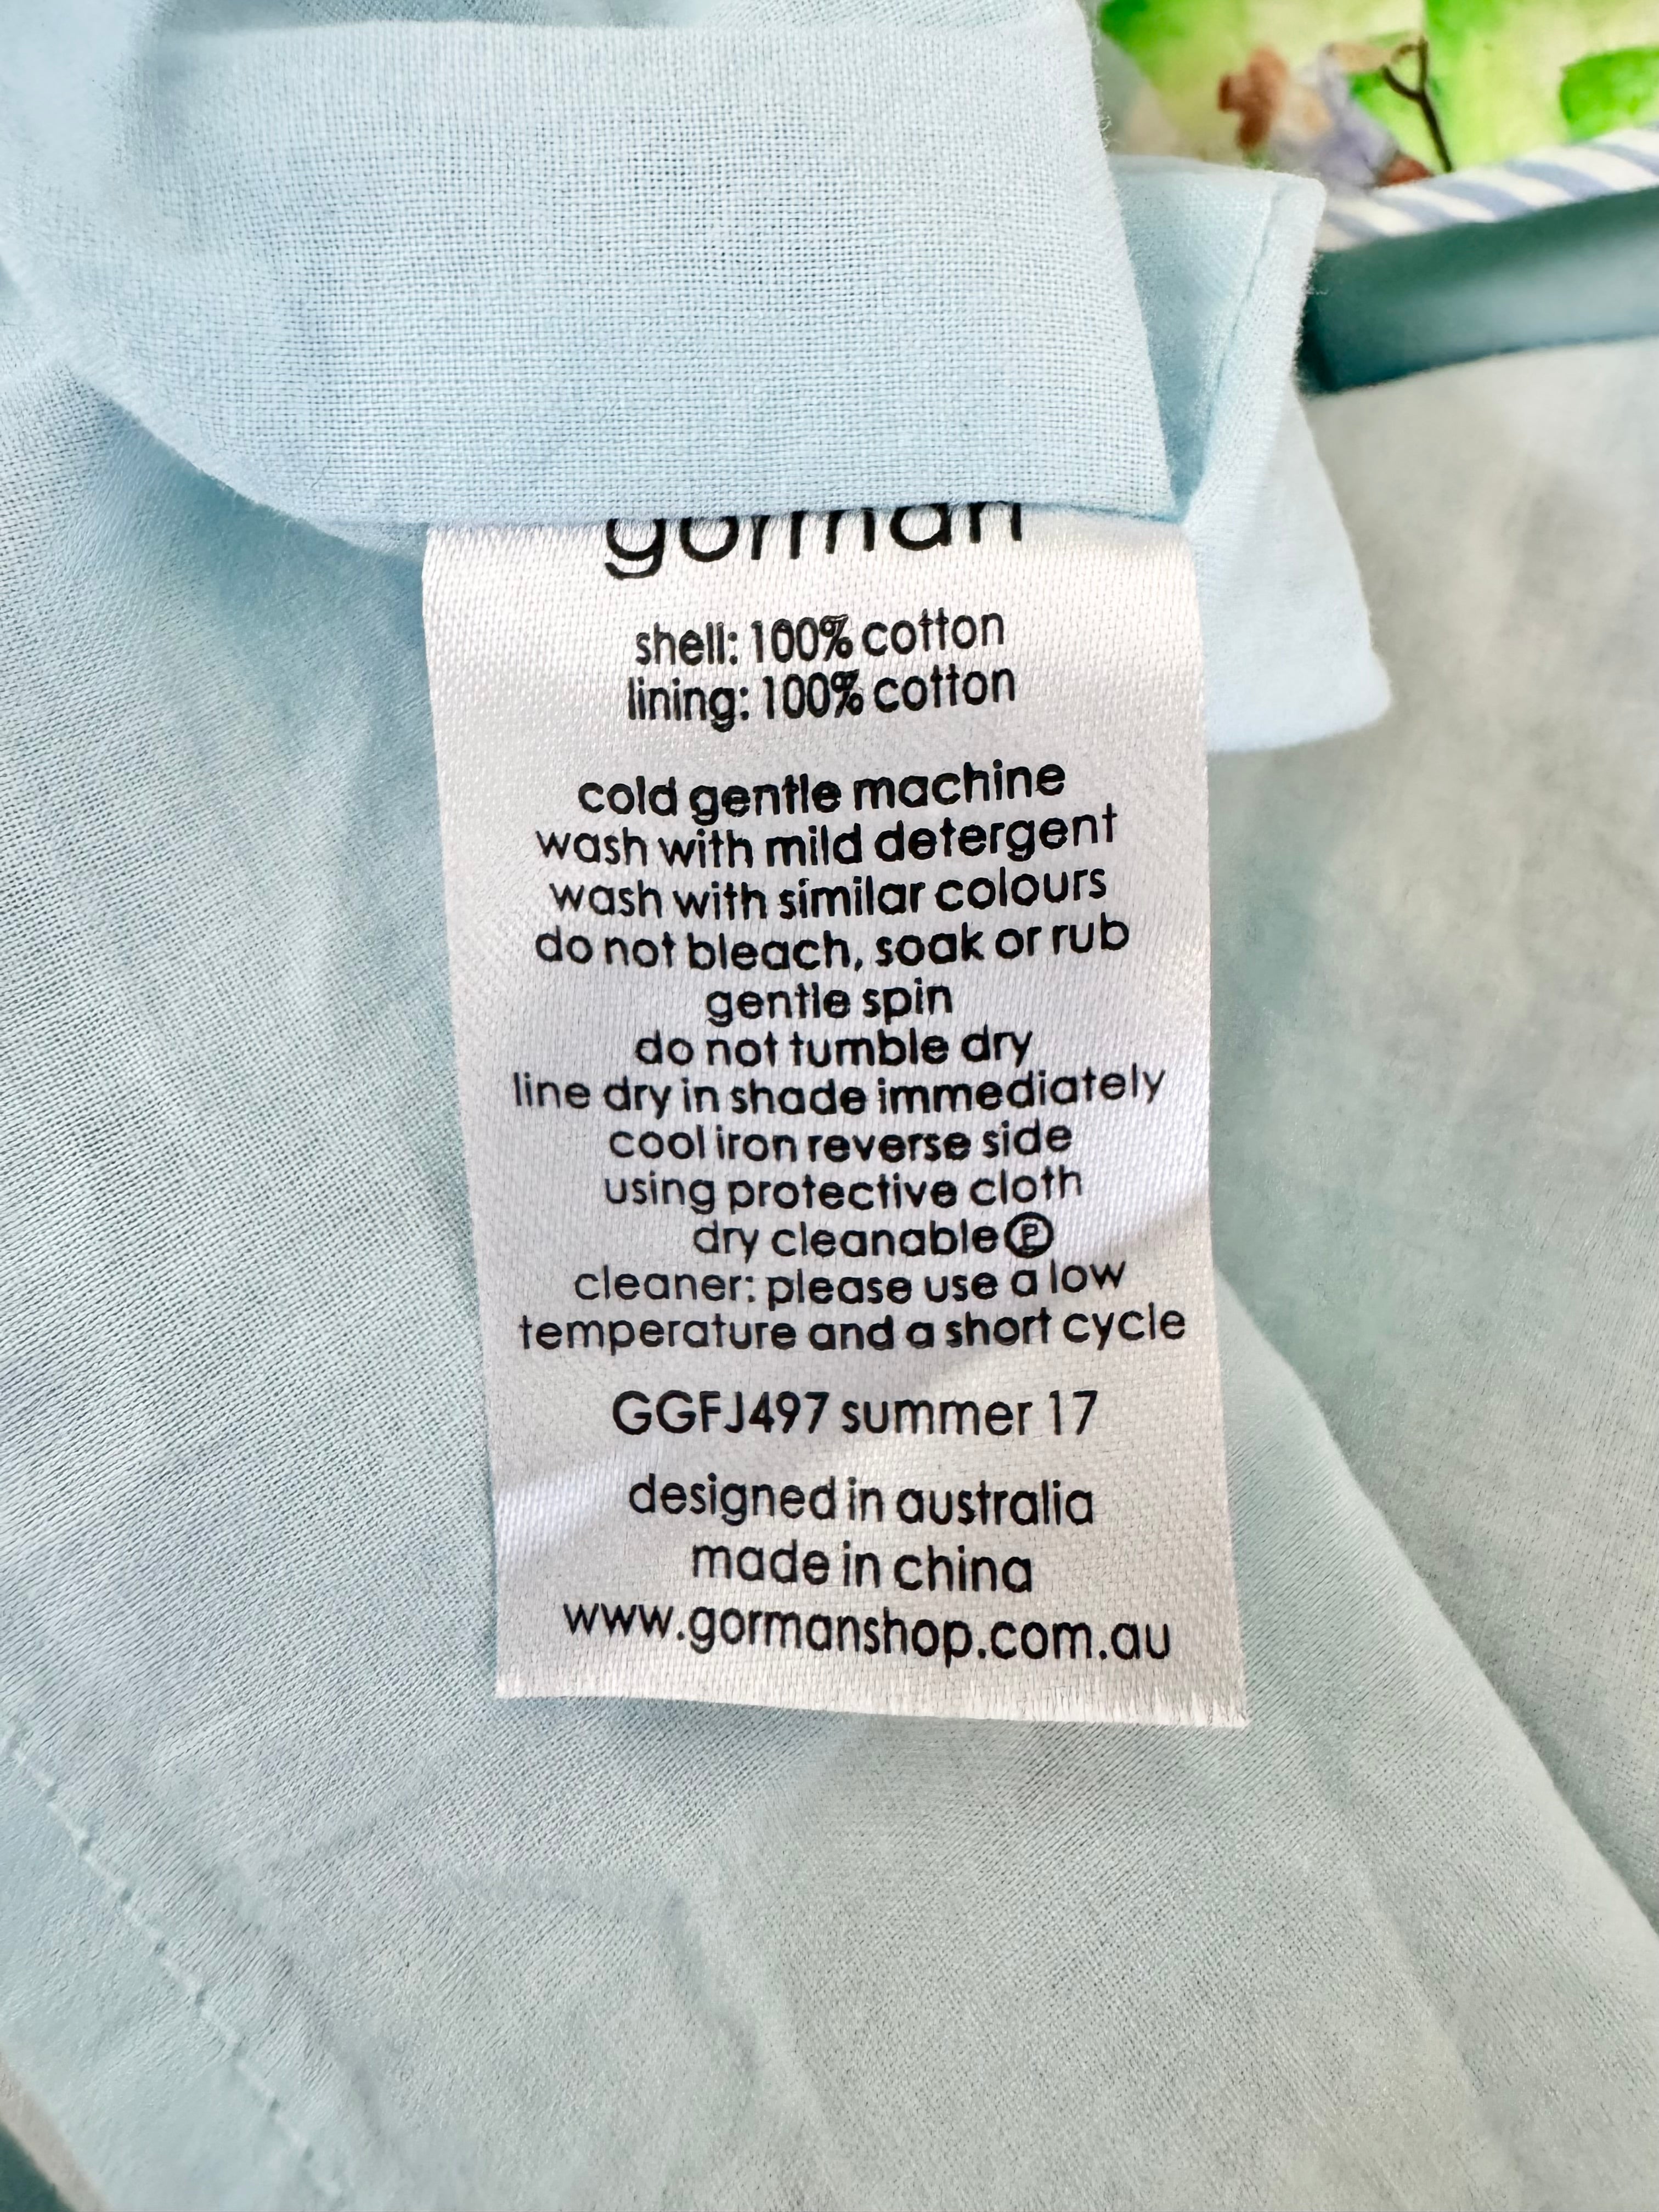 gorman
shell: 100% cotton
lining: 100% cotton
cold gentle machine
wash with mild detergent
wash with similar colours
do not bleach, soak or rub
gentle spin
do not tumble dry
line dry in shade immediately
cool iron reverse side
using protective cloth
dry cleanable Ⓟ
cleaner: please use a low
temperature and a short cycle
GGFJ497 summer 17
designed in australia
made in china
www.gormanshop.com.au